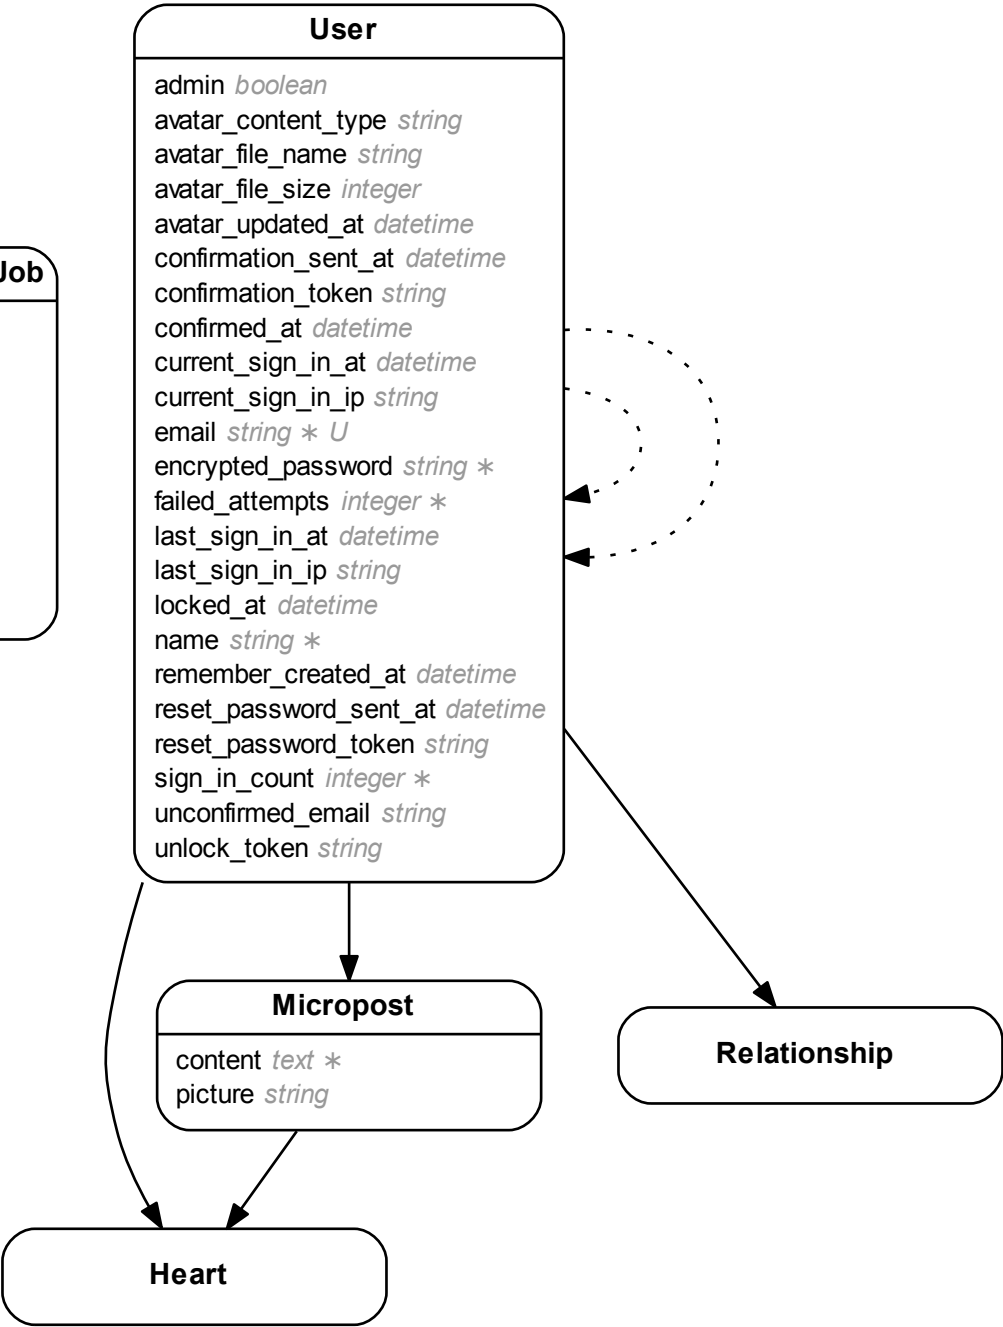 User
admin boolean
avatar_content_type string
avatar_file_name string
avatar_file_size integer
avatar_updated_at datetime
confirmation_sent_at datetime
confirmation_token string
confirmed_at datetime
current_sign_in_at datetime
current_sign_in_ip string
email string ∗ U
encrypted_password string ∗
failed_attempts integer ∗
last_sign_in_at datetime
last_sign_in_ip string
locked_at datetime
name string ∗
remember_created_at datetime
reset_password_sent_at datetime
reset_password_token string
sign_in_count integer ∗
unconfirmed_email string
unlock_token string
Job
Micropost
content text ∗
picture string
Relationship
Heart